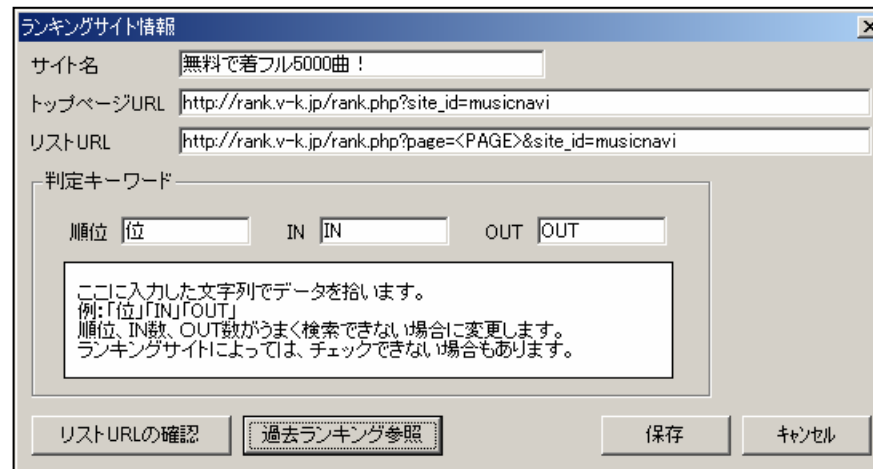 ランキングサイト情報
サイト名 無料で着フル5000曲！
トップページURL http://rank.v-k.jp/rank.php?site_id=musicnavi
リストURL http://rank.v-k.jp/rank.php?page=<PAGE>&site_id=musicnavi
判定キーワード
順位 位 IN IN OUT OUT
ここに入力した文字列でデータを拾います。
例:「位」「IN」「OUT」
順位、IN数、OUT数がうまく検索できない場合に変更します。
ランキングサイトによっては、チェックできない場合もあります。
リストURLの確認 過去ランキング参照 保存 キャンセル